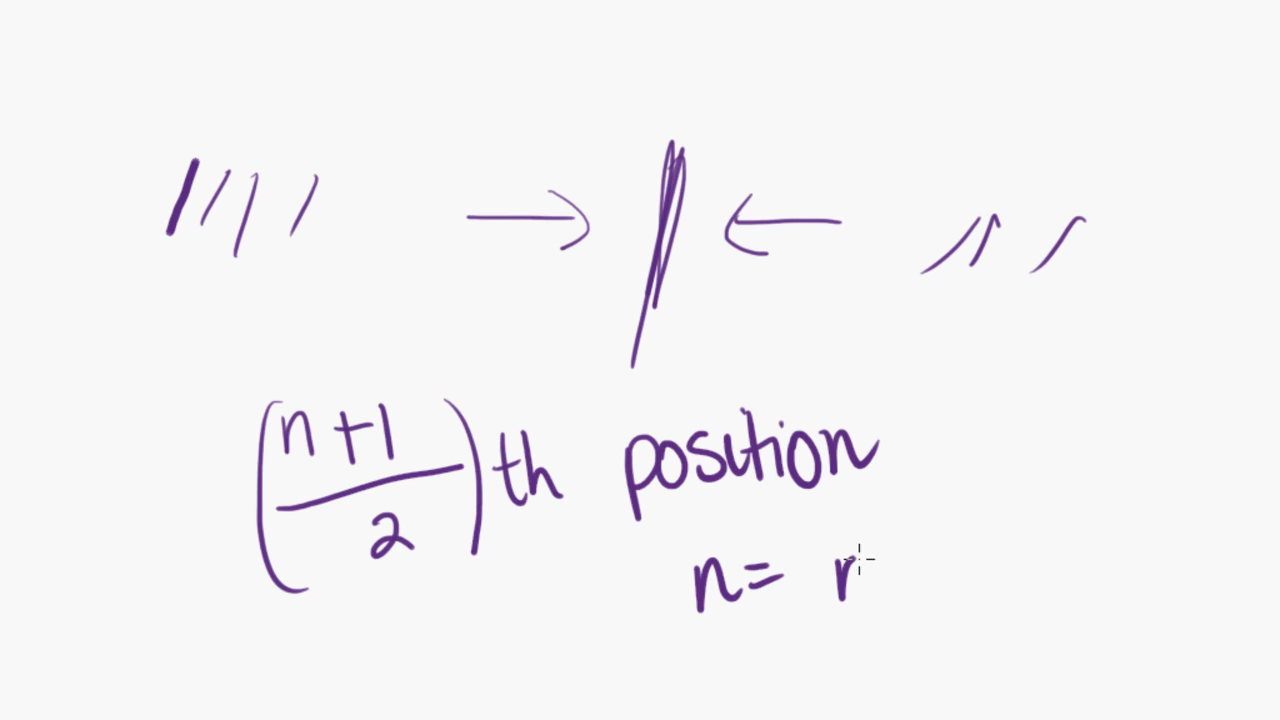 (n+1/2)th position
n= r